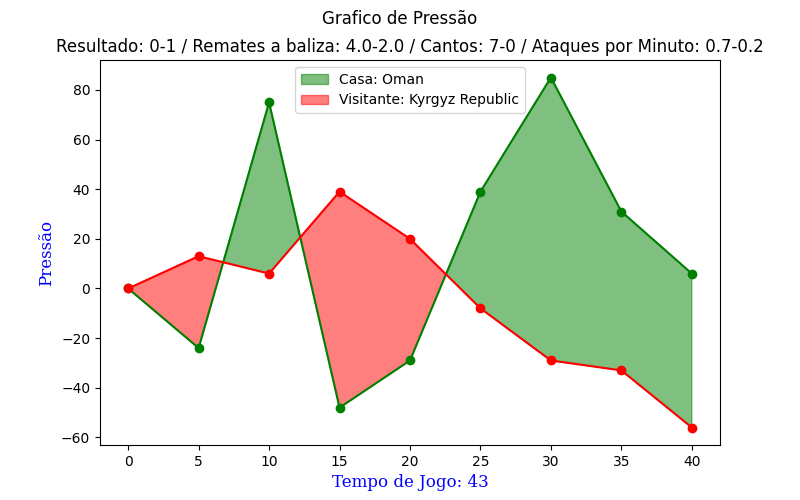 Grafico de Pressão
Resultado: 0-1 / Remates a baliza: 4.0-2.0 / Cantos: 7-0 / Ataques por Minuto: 0.7-0.2
Casa: Oman
Visitante: Kyrgyz Republic
80
60
40
20
0
−20
−40
−60
Pressão
0 5 10 15 20 25 30 35 40
Tempo de Jogo: 43